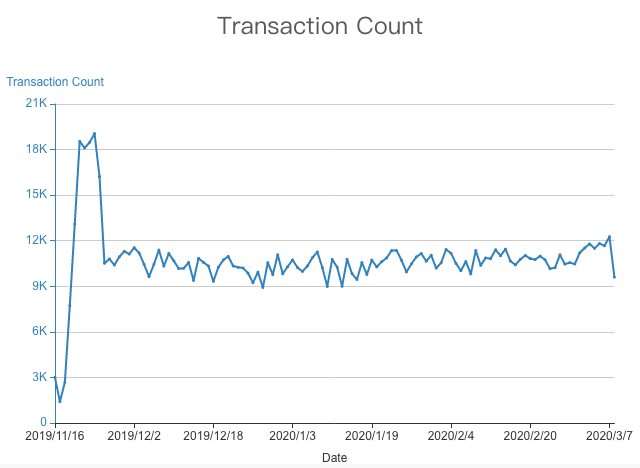 Transaction Count
Transaction Count
21K
18K
15K
12K
9K
6K
3K
0
2019/11/16 2019/12/2 2019/12/18 2020/1/3 2020/1/19 2020/2/4 2020/2/20 2020/3/7
Date